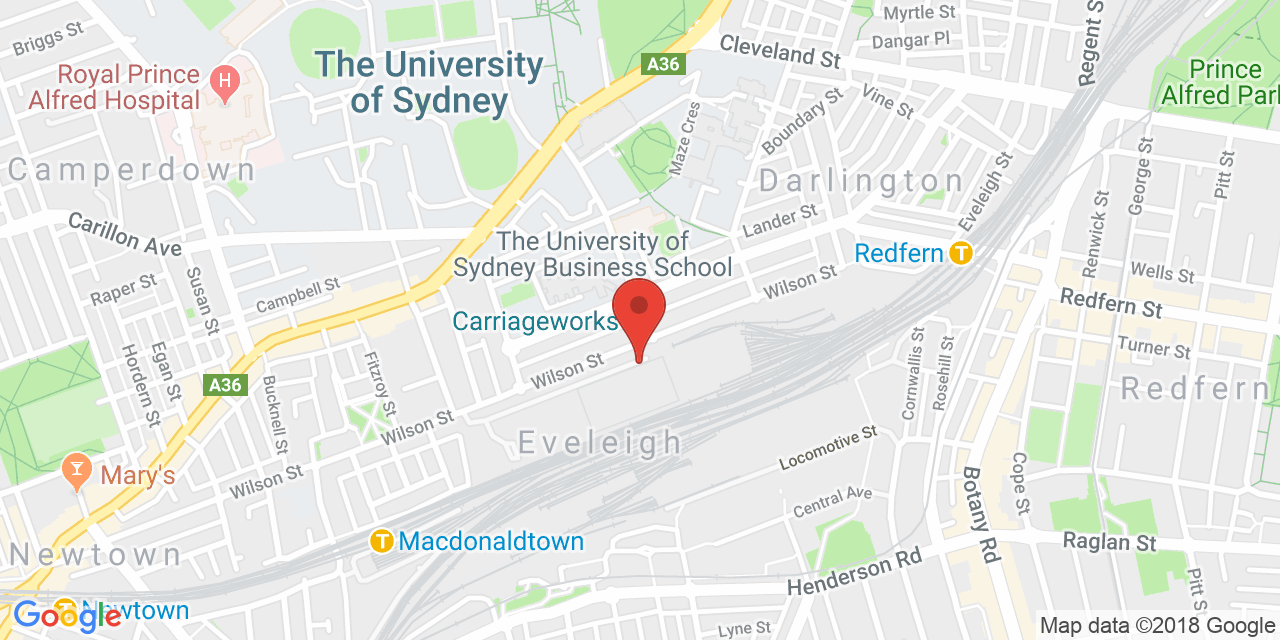 Briggs St
Royal Prince
Alfred Hospital
H
The University
of Sydney
A36
Cleveland St
Myrtle St
Dangar Pl
Regent S
Prince
Alfred Park
Vine St
Boundary St
Maze Cres
Camperdown
Darlington
Eveleigh St
George St
Pitt St
Renwick St
Carillon Ave
Lander St
The University of
Sydney Business School
Redfern
T
Wells St
Raper St
Susan St
Campbell St
Wilson St
Redfern St
Carriageworks
Turner St
Egan St
Hordern St
Fitzroy St
Wilson St
Cornwallis St
Rosehill St
A36
Bucknell St
Redfern
Wilson St
Eveleigh
Locomotive St
Mary's
Wilson St
Central Ave
Botany Rd
Cope St
T
Macdonaldtown
Raglan St
Newtown
Henderson Rd
Pitt S
T
Newtown
Google
Lyne St
Map data ©2018 Google